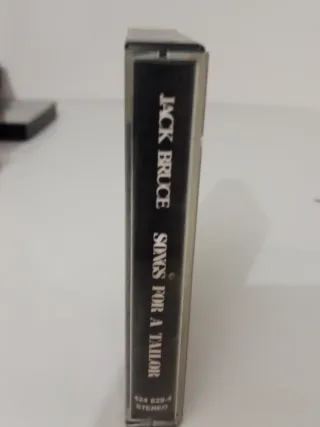 JACK BRUCE SONGS FOR A TAILOR
STEREO